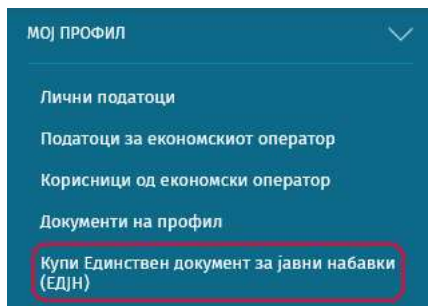 МОЈ ПРОФИЛ
Лични податоци
Податоци за економскиот оператор
Корисници од економски оператор
Документи на профил
Купи Единствен документ за јавни набавки
(ЕДЈН)